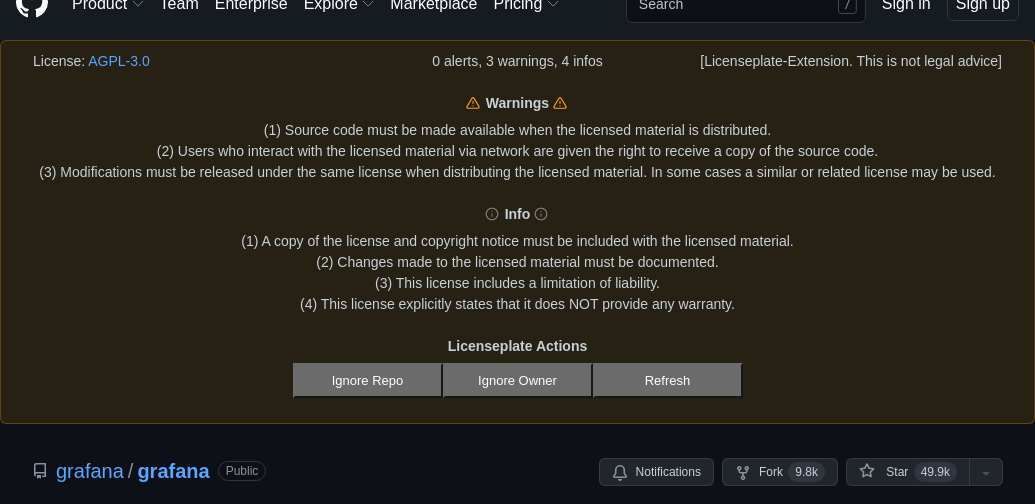 Product Team Enterprise Explore Marketplace Pricing Search / Sign in Sign up
License: AGPL-3.0 0 alerts, 3 warnings, 4 infos [Licenseplate-Extension. This is not legal advice]
Warnings
(1) Source code must be made available when the licensed material is distributed.
(2) Users who interact with the licensed material via network are given the right to receive a copy of the source code.
(3) Modifications must be released under the same license when distributing the licensed material. In some cases a similar or related license may be used.
Info
(1) A copy of the license and copyright notice must be included with the licensed material.
(2) Changes made to the licensed material must be documented.
(3) This license includes a limitation of liability.
(4) This license explicitly states that it does NOT provide any warranty.
Licenseplate Actions
Ignore Repo Ignore Owner Refresh
grafana / grafana Public Notifications Fork 9.8k Star 49.9k